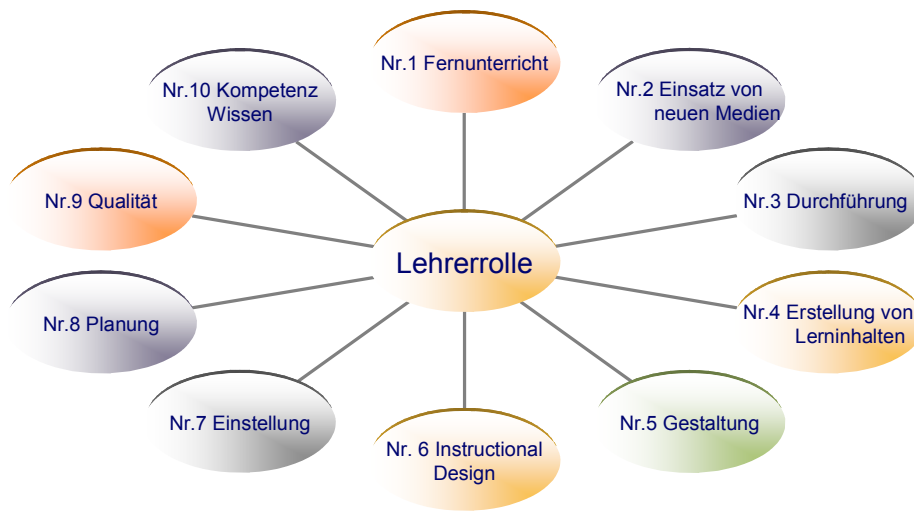 Nr.1 Fernunterricht
Nr.2 Einsatz von
neuen Medien
Nr.3 Durchführung
Nr.4 Erstellung von
Lerninhalten
Nr.5 Gestaltung
Nr. 6 Instructional
Design
Nr.7 Einstellung
Nr.8 Planung
Nr.9 Qualität
Nr.10 Kompetenz
Wissen
Lehrerrolle